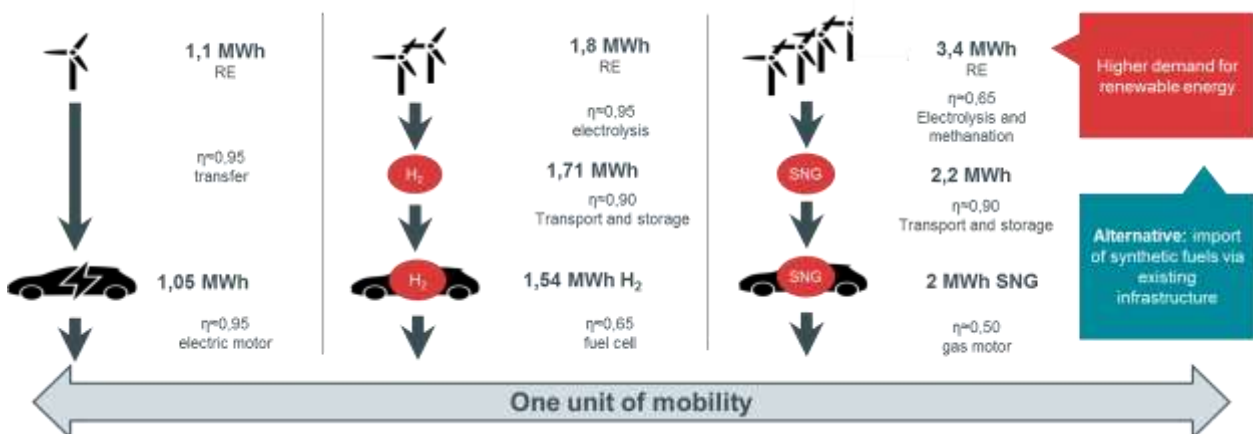 1,1 MWh
RE
η≈0,95
transfer
1,05 MWh
η≈0,95
electric motor
1,8 MWh
RE
η≈0,95
electrolysis
H₂
1,71 MWh
η≈0,90
Transport and storage
H₂
1,54 MWh H₂
η≈0,65
fuel cell
3,4 MWh
RE
η≈0,65
Electrolysis and
methanation
SNG
2,2 MWh
η≈0,90
Transport and storage
SNG
2 MWh SNG
η≈0,50
gas motor
Higher demand for
renewable energy
Alternative: import
of synthetic fuels via
existing
infrastructure
One unit of mobility